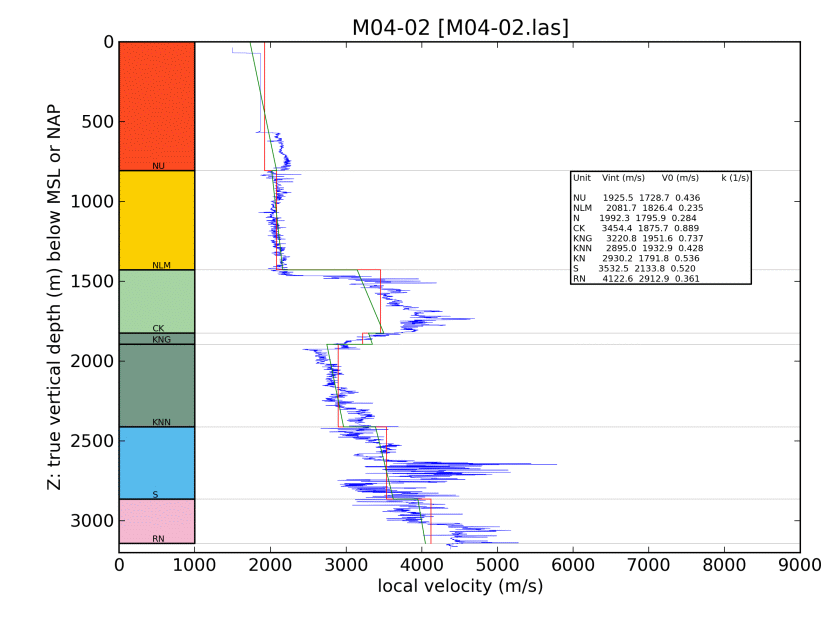 M04-02 [M04-02.las]
0
500
1000
1500
2000
2500
3000
Z: true vertical depth (m) below MSL or NAP
NU
NLM
CK
KNG
KNN
S
RN
Unit Vint (m/s) V0 (m/s) k (1/s)
NU 1925.5 1728.7 0.436
NLM 2081.7 1826.4 0.235
N 1992.3 1795.9 0.284
CK 3454.4 1875.7 0.889
KNG 3220.8 1951.6 0.737
KNN 2895.0 1932.9 0.428
KN 2930.2 1791.8 0.536
S 3532.5 2133.8 0.520
RN 4122.6 2912.9 0.361
0 1000 2000 3000 4000 5000 6000 7000 8000 9000
local velocity (m/s)